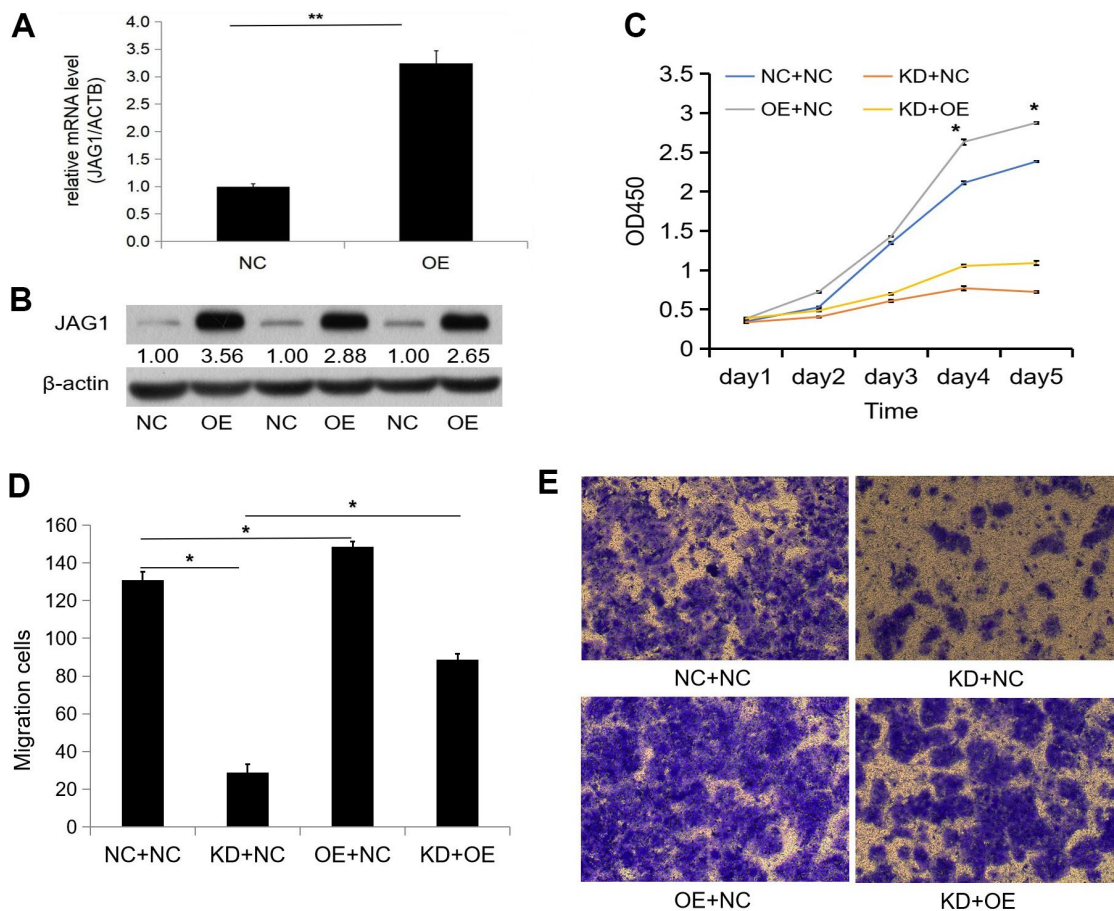 A
**
relative mRNA level
(JAG1/ACTB)
4.0
3.5
3.0
2.5
2.0
1.5
1.0
0.5
0.0
NC OE
B
JAG1
1.00 3.56 1.00 2.88 1.00 2.65
β-actin
NC OE NC OE NC OE
C
NC+NC KD+NC
OE+NC KD+OE
* *
OD450
3.5
3
2.5
2
1.5
1
0.5
0
day1 day2 day3 day4 day5
Time
D
* * *
Migration cells
160
140
120
100
80
60
40
20
0
NC+NC KD+NC OE+NC KD+OE
E
NC+NC KD+NC
OE+NC KD+OE